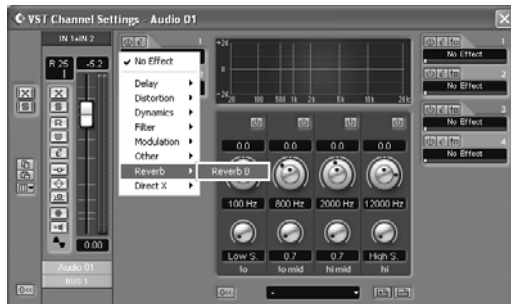 VST Channel Settings - Audio 01
IN 1+IN 2
R 25 -5.2
No Effect
Delay
Distortion
Dynamics
Filter
Modulation
Other
Reverb
Reverb B
Direct X
+24
0
-24
20 100 500 1k 2k 5k 10k 20k
0.0 0.0 0.0 0.0
100 Hz 800 Hz 2000 Hz 12000 Hz
Low S. 0.7 0.7 High S.
lo lo mid hi mid hi
1
No Effect
2
No Effect
3
No Effect
4
No Effect
X
S
X
S
R
W
e
0.00
Audio 01
BUS 1